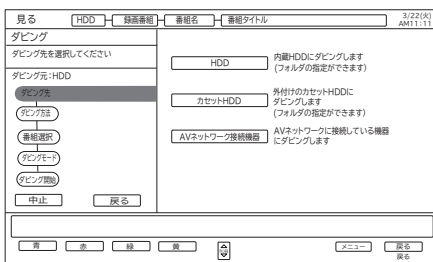 見る HDD 録画番組 番組名 番組タイトル 3/22(火)
AM11:11
ダビング
ダビング先を選択してください
ダビング元:HDD
ダビング先
ダビング方法
番組選択
ダビングモード
ダビング開始
中止 戻る
HDD 内蔵HDDにダビングします
(フォルダの指定ができます)
カセットHDD 外付けのカセットHDDに
ダビングします
(フォルダの指定ができます)
AVネットワーク接続機器 AVネットワークに接続している機器
にダビングします
青 赤 緑 黄 メニュー 戻る
戻る